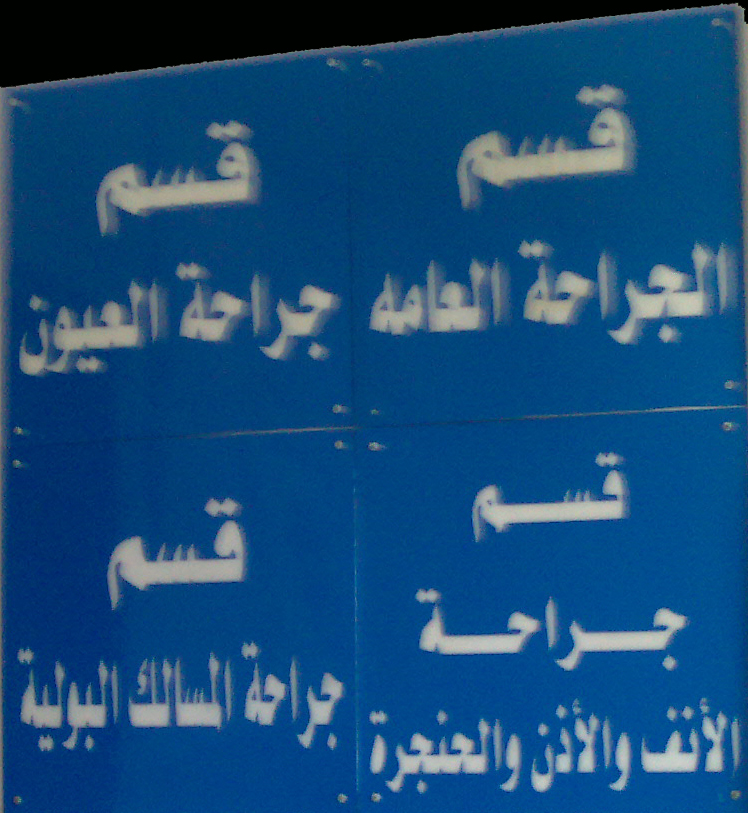 قسم
الجراحة العامه
قسم
جراحة العيون
قسم
جراحة
الأنف والأذن والحنجرة
قسم
جراحة المسالك البولية